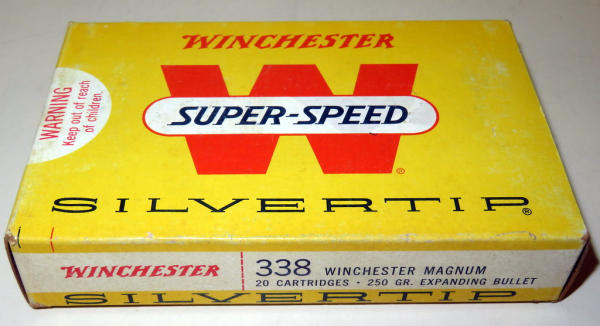 WINCHESTER
W
SUPER-SPEED
®
WARNING
Keep out of reach
of children.
SILVERTIP®
WINCHESTER
338 WINCHESTER MAGNUM
20 CARTRIDGES · 250 GR. EXPANDING BULLET
SILVERTIP